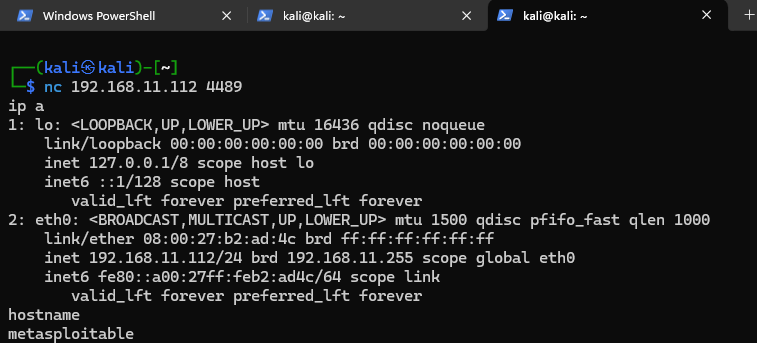 Windows PowerShell
kali@kali: ~
kali@kali: ~
┌──(kali㉿kali)-[~]
└─$ nc 192.168.11.112 4489
ip a
1: lo: <LOOPBACK,UP,LOWER_UP> mtu 16436 qdisc noqueue
    link/loopback 00:00:00:00:00:00 brd 00:00:00:00:00:00
    inet 127.0.0.1/8 scope host lo
    inet6 ::1/128 scope host
       valid_lft forever preferred_lft forever
2: eth0: <BROADCAST,MULTICAST,UP,LOWER_UP> mtu 1500 qdisc pfifo_fast qlen 1000
    link/ether 08:00:27:b2:ad:4c brd ff:ff:ff:ff:ff:ff
    inet 192.168.11.112/24 brd 192.168.11.255 scope global eth0
    inet6 fe80::a00:27ff:feb2:ad4c/64 scope link
       valid_lft forever preferred_lft forever
hostname
metasploitable